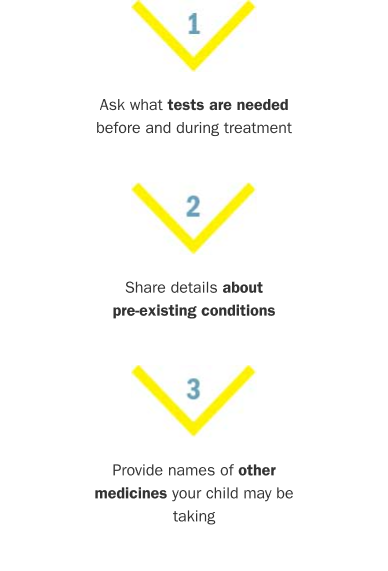 1
Ask what tests are needed
before and during treatment
2
Share details about
pre-existing conditions
3
Provide names of other
medicines your child may be
taking